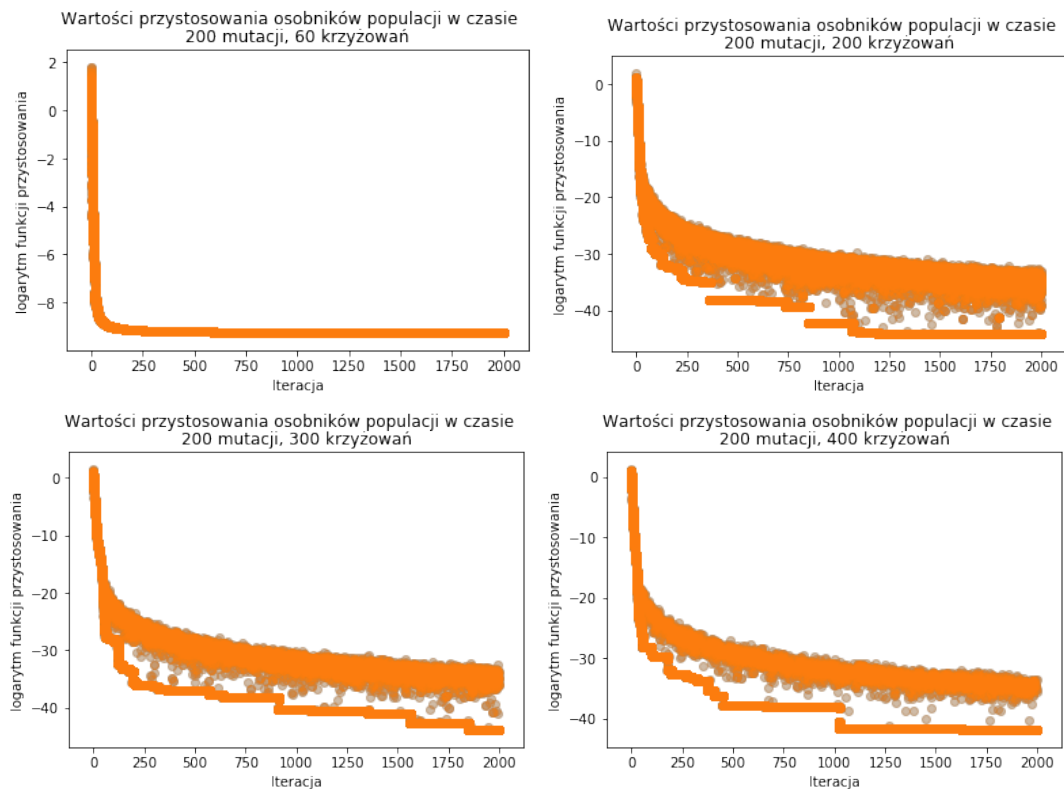 Wartości przystosowania osobników populacji w czasie
200 mutacji, 60 krzyżowań
logarytm funkcji przystosowania
2
0
−2
−4
−6
−8
0 250 500 750 1000 1250 1500 1750 2000
Iteracja
Wartości przystosowania osobników populacji w czasie
200 mutacji, 200 krzyżowań
logarytm funkcji przystosowania
0
−10
−20
−30
−40
0 250 500 750 1000 1250 1500 1750 2000
Iteracja
Wartości przystosowania osobników populacji w czasie
200 mutacji, 300 krzyżowań
logarytm funkcji przystosowania
0
−10
−20
−30
−40
0 250 500 750 1000 1250 1500 1750 2000
Iteracja
Wartości przystosowania osobników populacji w czasie
200 mutacji, 400 krzyżowań
logarytm funkcji przystosowania
0
−10
−20
−30
−40
0 250 500 750 1000 1250 1500 1750 2000
Iteracja